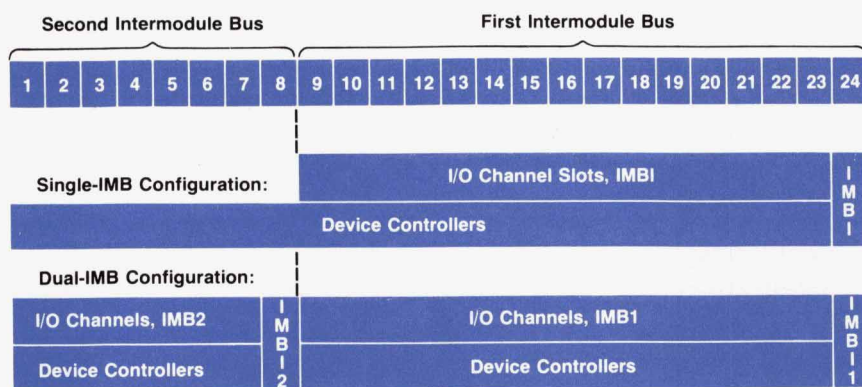 Second Intermodule Bus First Intermodule Bus
1 2 3 4 5 6 7 8 9 10 11 12 13 14 15 16 17 18 19 20 21 22 23 24
Single-IMB Configuration:
I/O Channel Slots, IMBI
Device Controllers
I
M
B
I
Dual-IMB Configuration:
I/O Channels, IMB2
Device Controllers
I
M
B
I
2
I/O Channels, IMB1
Device Controllers
I
M
B
I
1